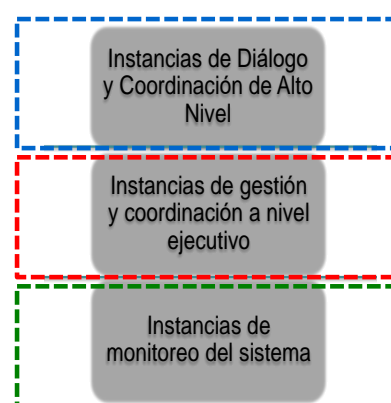 Instancias de Diálogo
y Coordinación de Alto
Nivel
Instancias de gestión
y coordinación a nivel
ejecutivo
Instancias de
monitoreo del sistema